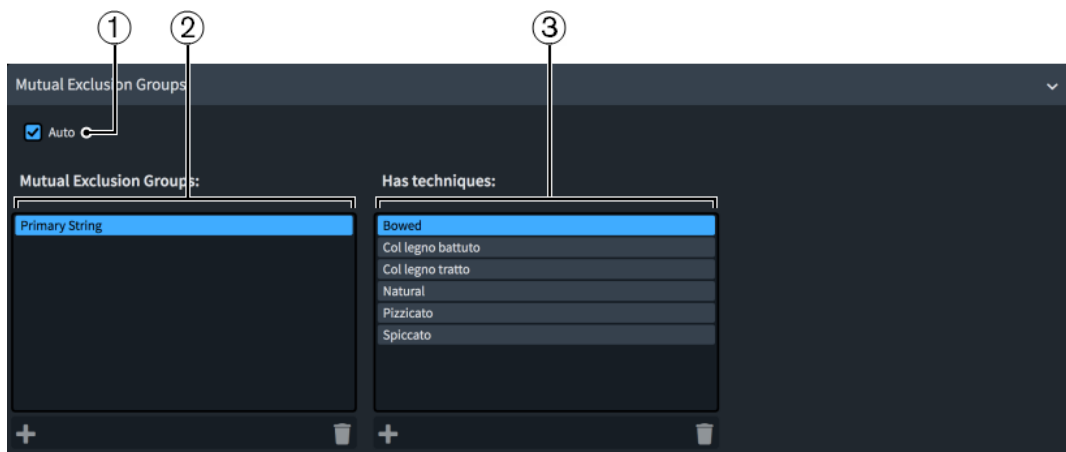 1 2 3
Mutual Exclusion Groups
Auto
Mutual Exclusion Groups: Has techniques:
Primary String Bowed
Col legno battuto
Col legno tratto
Natural
Pizzicato
Spiccato